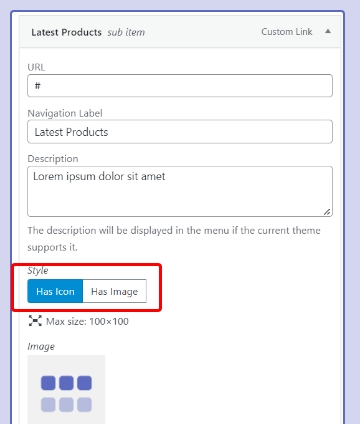 Latest Products sub item Custom Link
URL
#
Navigation Label
Latest Products
Description
Lorem ipsum dolor sit amet
The description will be displayed in the menu if the current theme
supports it.
Style
Has Icon Has Image
Max size: 100×100
Image